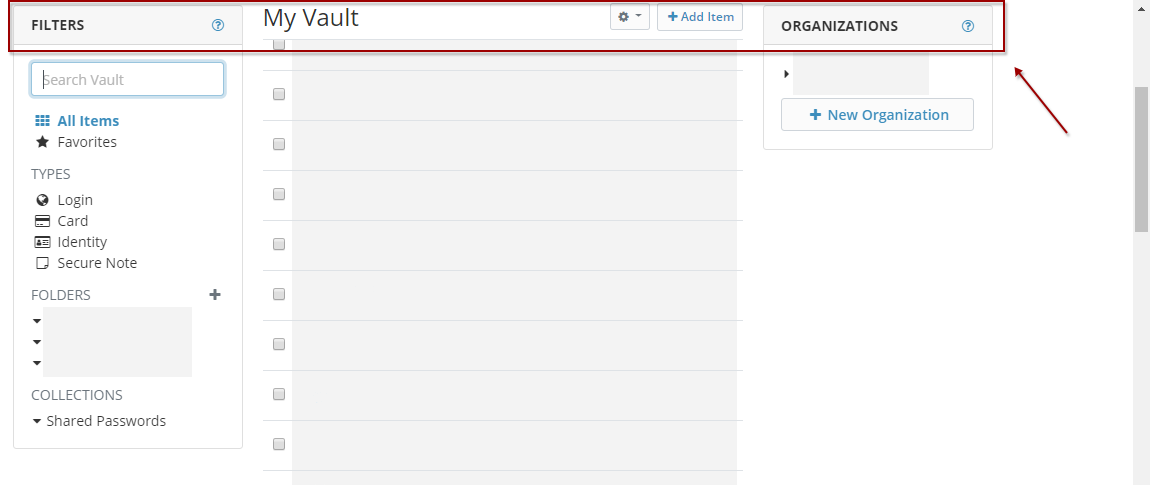 FILTERS
Search Vault
All Items
Favorites
TYPES
Login
Card
Identity
Secure Note
FOLDERS
COLLECTIONS
Shared Passwords
My Vault
Add Item
ORGANIZATIONS
New Organization